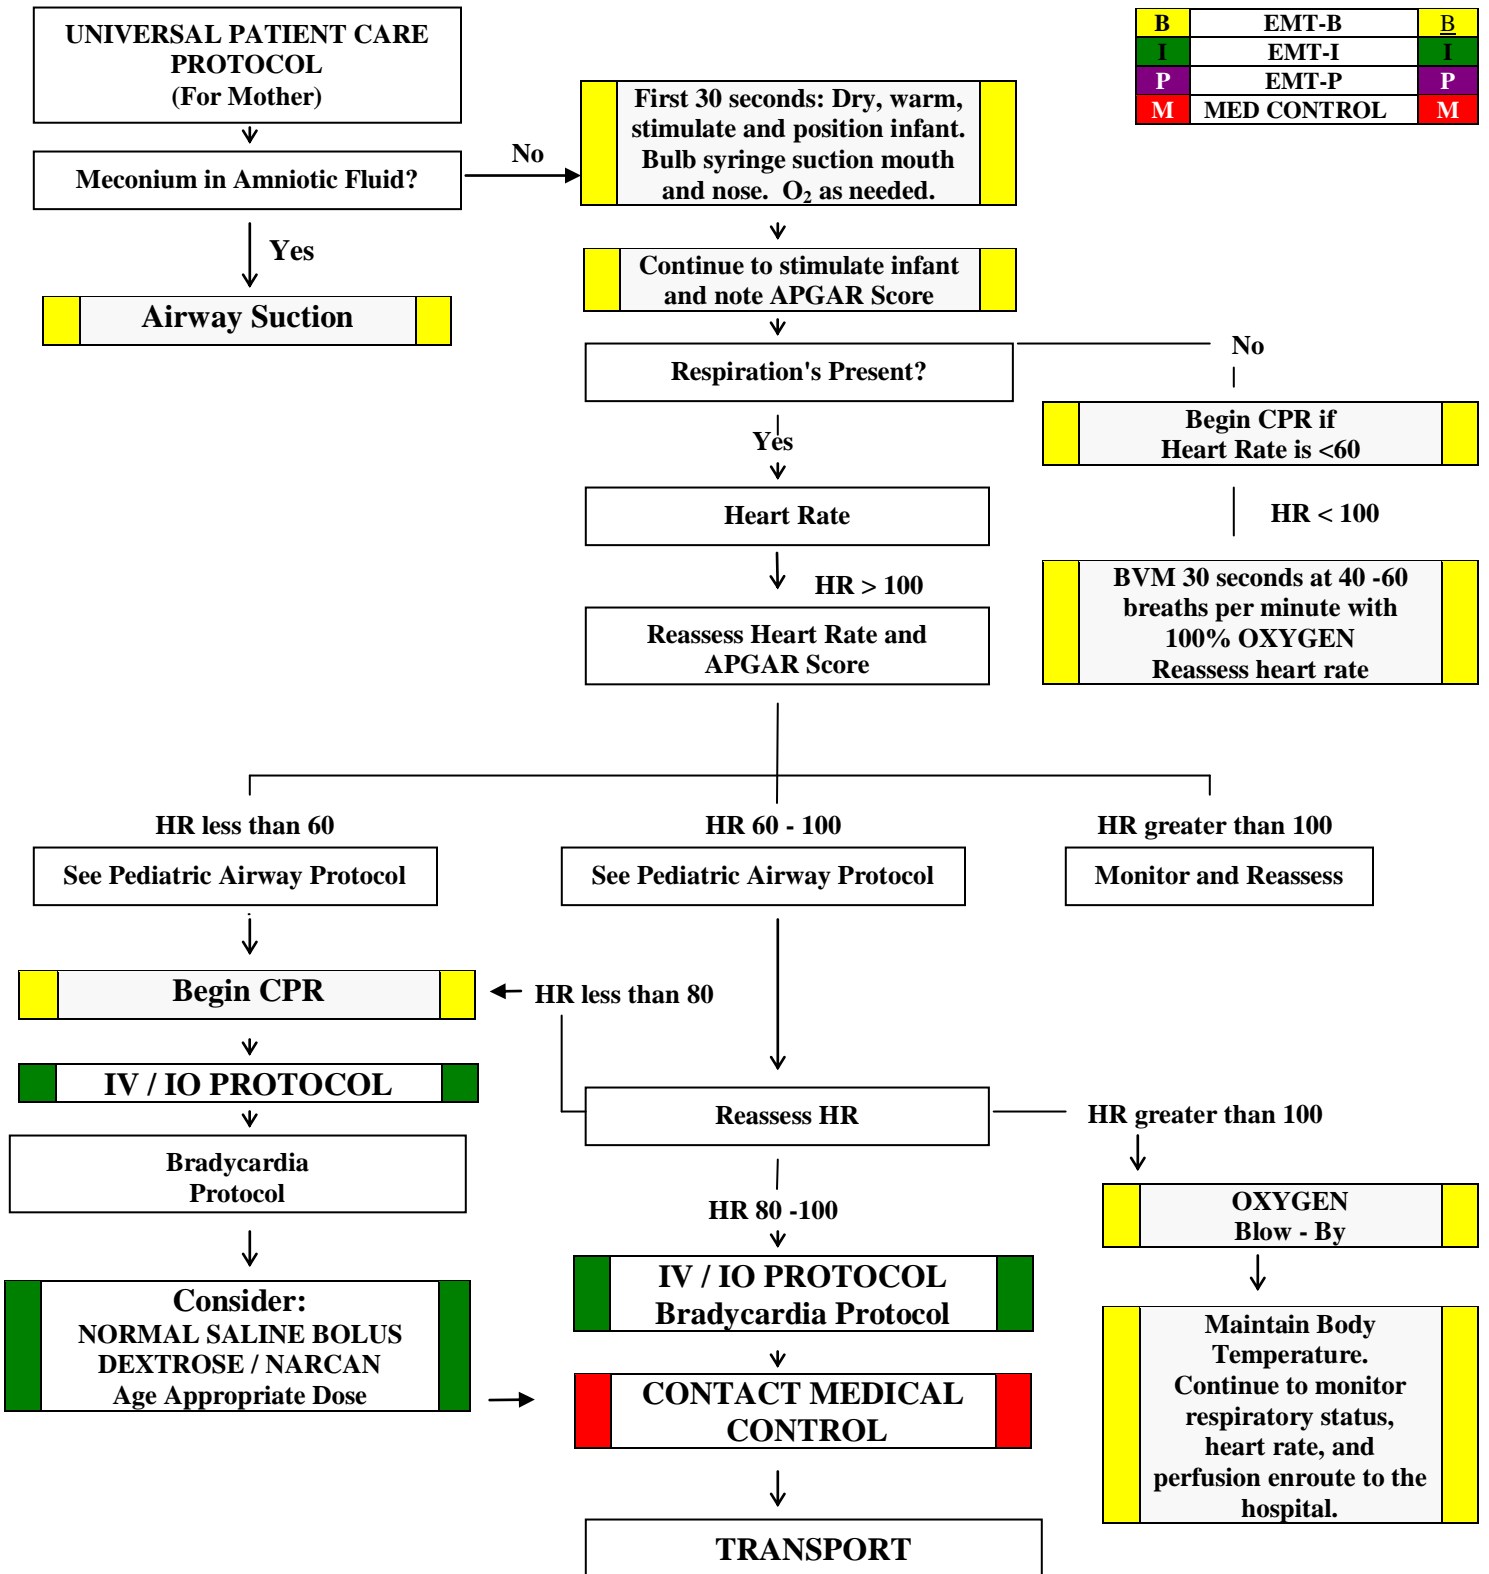 UNIVERSAL PATIENT CARE
PROTOCOL
(For Mother)
B EMT-B B
I EMT-I I
P EMT-P P
M MED CONTROL M
Meconium in Amniotic Fluid?
No
First 30 seconds: Dry, warm,
stimulate and position infant.
Bulb syringe suction mouth
and nose. O₂ as needed.
Yes
Airway Suction
Continue to stimulate infant
and note APGAR Score
Respiration's Present?
No
Begin CPR if
Heart Rate is <60
Yes
Heart Rate
HR < 100
HR > 100
BVM 30 seconds at 40 -60
breaths per minute with
100% OXYGEN
Reassess heart rate
Reassess Heart Rate and
APGAR Score
HR less than 60
HR 60 - 100
HR greater than 100
See Pediatric Airway Protocol
See Pediatric Airway Protocol
Monitor and Reassess
Begin CPR
HR less than 80
IV / IO PROTOCOL
Reassess HR
HR greater than 100
Bradycardia
Protocol
HR 80 -100
OXYGEN
Blow - By
Consider:
NORMAL SALINE BOLUS
DEXTROSE / NARCAN
Age Appropriate Dose
IV / IO PROTOCOL
Bradycardia Protocol
CONTACT MEDICAL
CONTROL
Maintain Body
Temperature.
Continue to monitor
respiratory status,
heart rate, and
perfusion enroute to the
hospital.
TRANSPORT